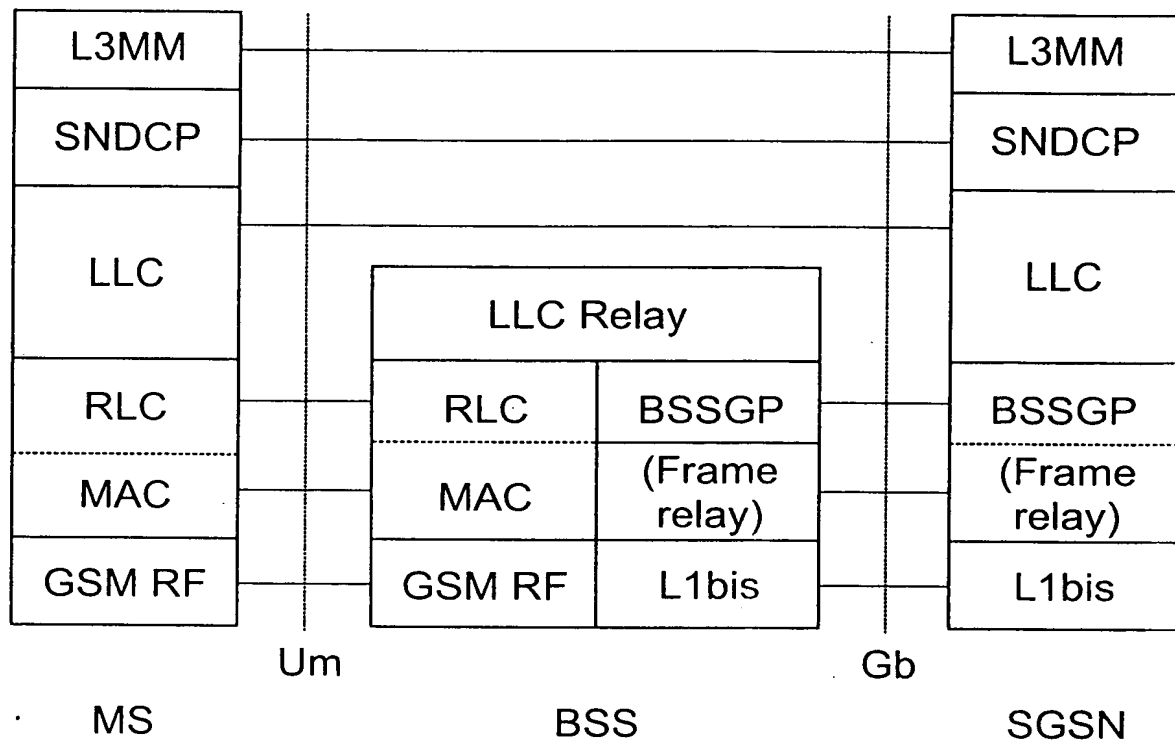 L3MM
L3MM
SNDCP
SNDCP
LLC
LLC
LLC Relay
RLC
RLC
BSSGP
BSSGP
MAC
MAC
(Frame
relay)
(Frame
relay)
GSM RF
GSM RF
L1bis
L1bis
Um
Gb
MS
BSS
SGSN